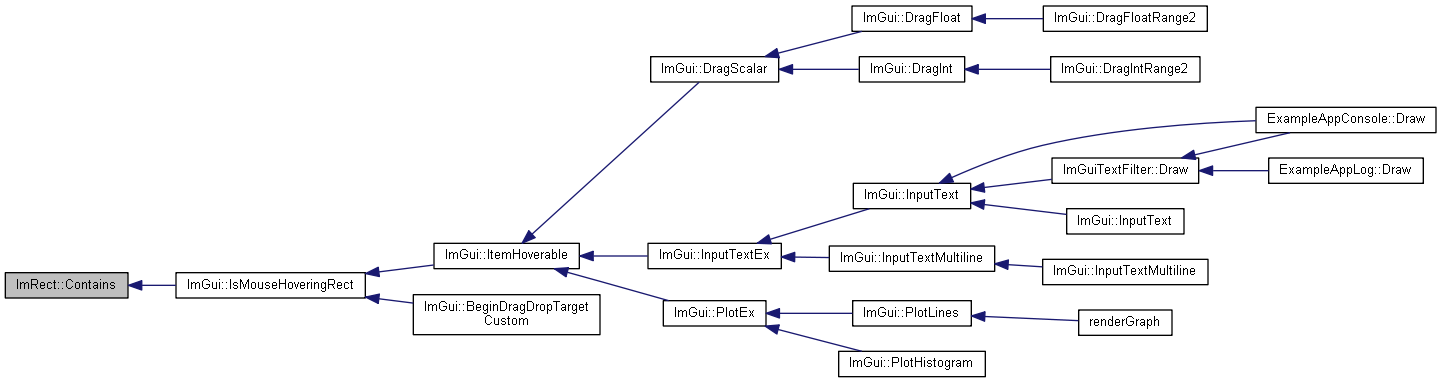 ImRect::Contains
ImGui::IsMouseHoveringRect
ImGui::ItemHoverable
ImGui::DragScalar
ImGui::DragFloat
ImGui::DragFloatRange2
ImGui::DragInt
ImGui::DragIntRange2
ImGui::InputTextEx
ImGui::InputText
ExampleAppConsole::Draw
ImGuiTextFilter::Draw
ExampleAppLog::Draw
ImGui::InputText
ImGui::InputTextMultiline
ImGui::InputTextMultiline
ImGui::PlotEx
ImGui::PlotLines
renderGraph
ImGui::PlotHistogram
ImGui::BeginDragDropTarget
Custom